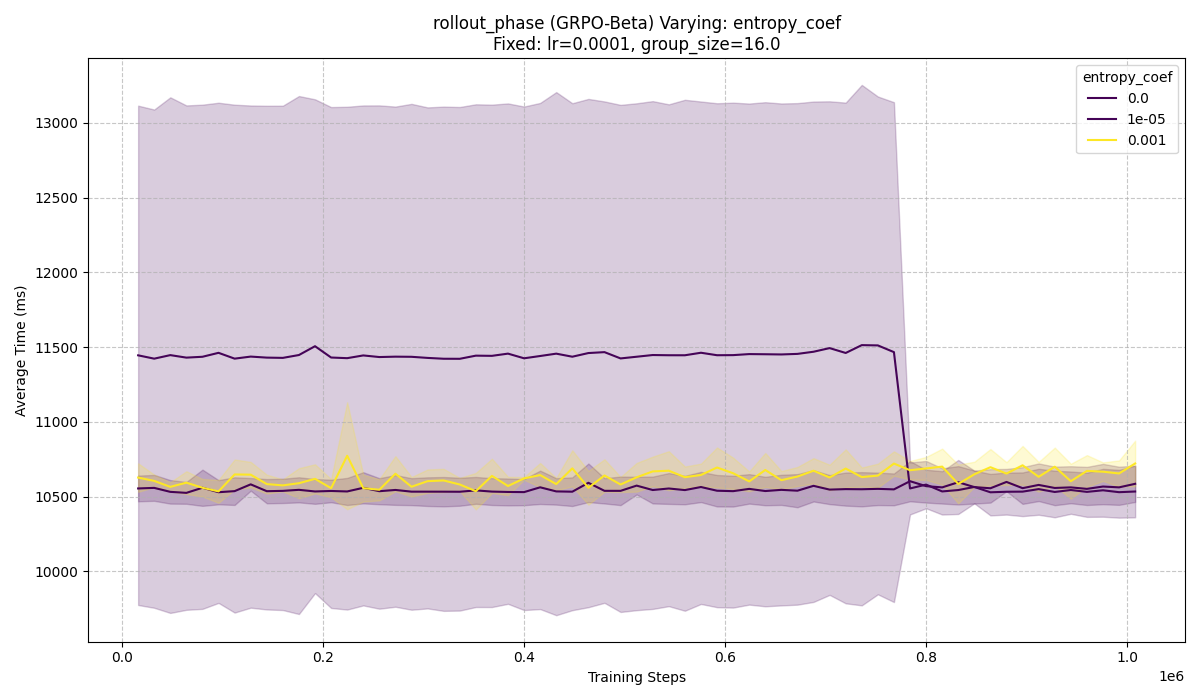 rollout_phase (GRPO-Beta) Varying: entropy_coef
Fixed: lr=0.0001, group_size=16.0
entropy_coef
0.0
1e-05
0.001
Average Time (ms)
13000
12500
12000
11500
11000
10500
10000
0.0
0.2
0.4
0.6
0.8
1.0
1e6
Training Steps